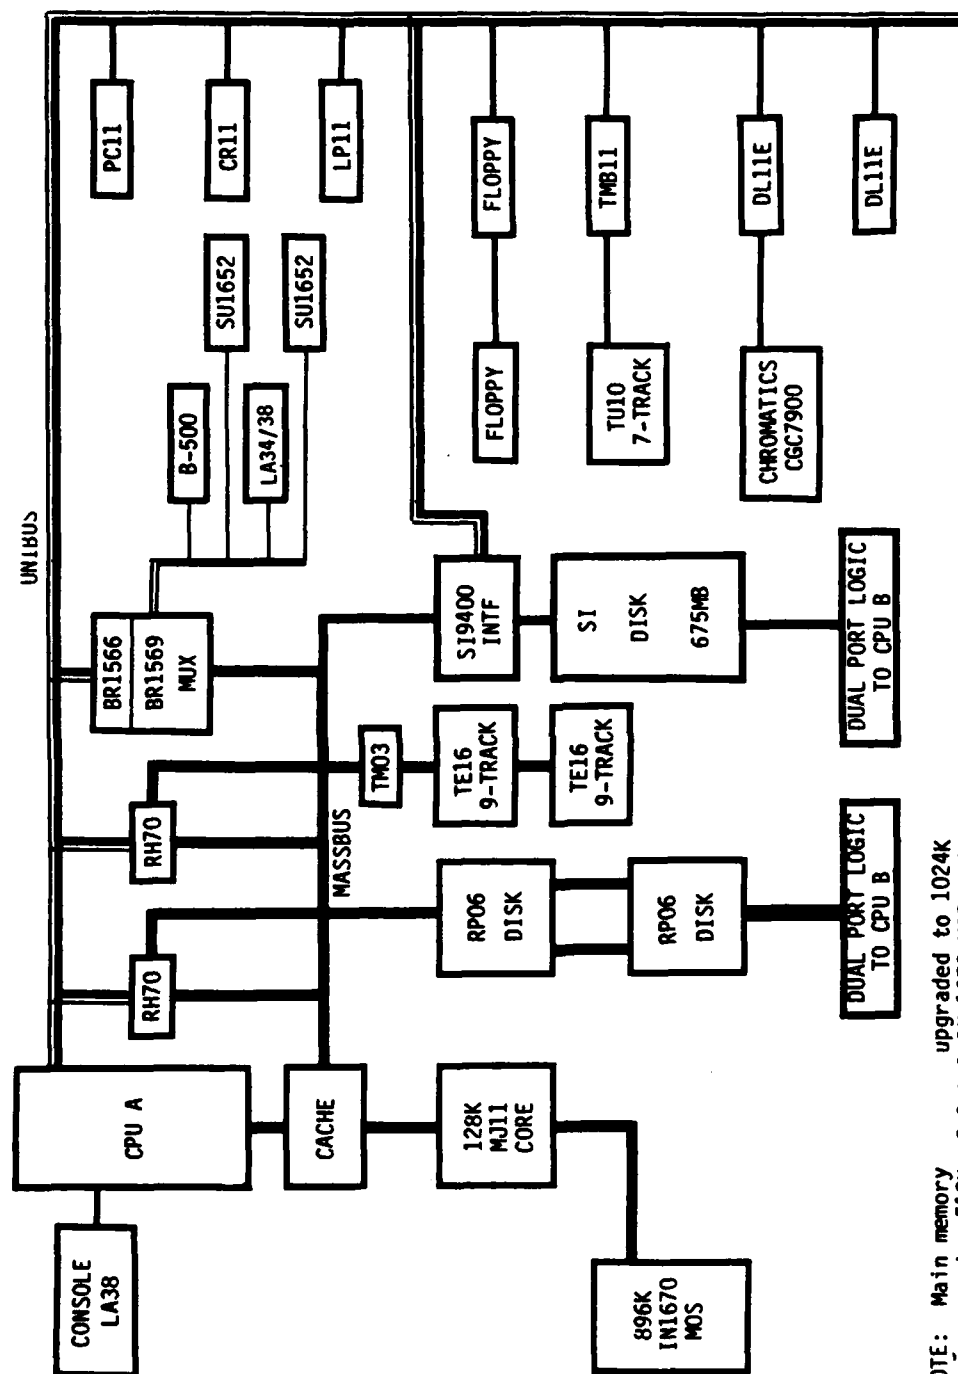 UNIBUS
CONSOLE
LA38
CPU A
CACHE
128K
MJ11
CORE
896K
IN1670
MOS
RH70
RH70
MASSBUS
RP06
DISK
RP06
DISK
DUAL PORT LOGIC
TO CPU B
TM03
TE16
9-TRACK
TE16
9-TRACK
BR1566
BR1569
MUX
SI9400
INTF
SI
DISK
675MB
DUAL PORT LOGIC
TO CPU B
B-500
SU1652
LA34/38
SU1652
PC11
CR11
LP11
FLOPPY
FLOPPY
TMB11
TU10
7-TRACK
DL11E
CHROMATICS
CGC7900
DL11E
Main memory upgraded to 1024K